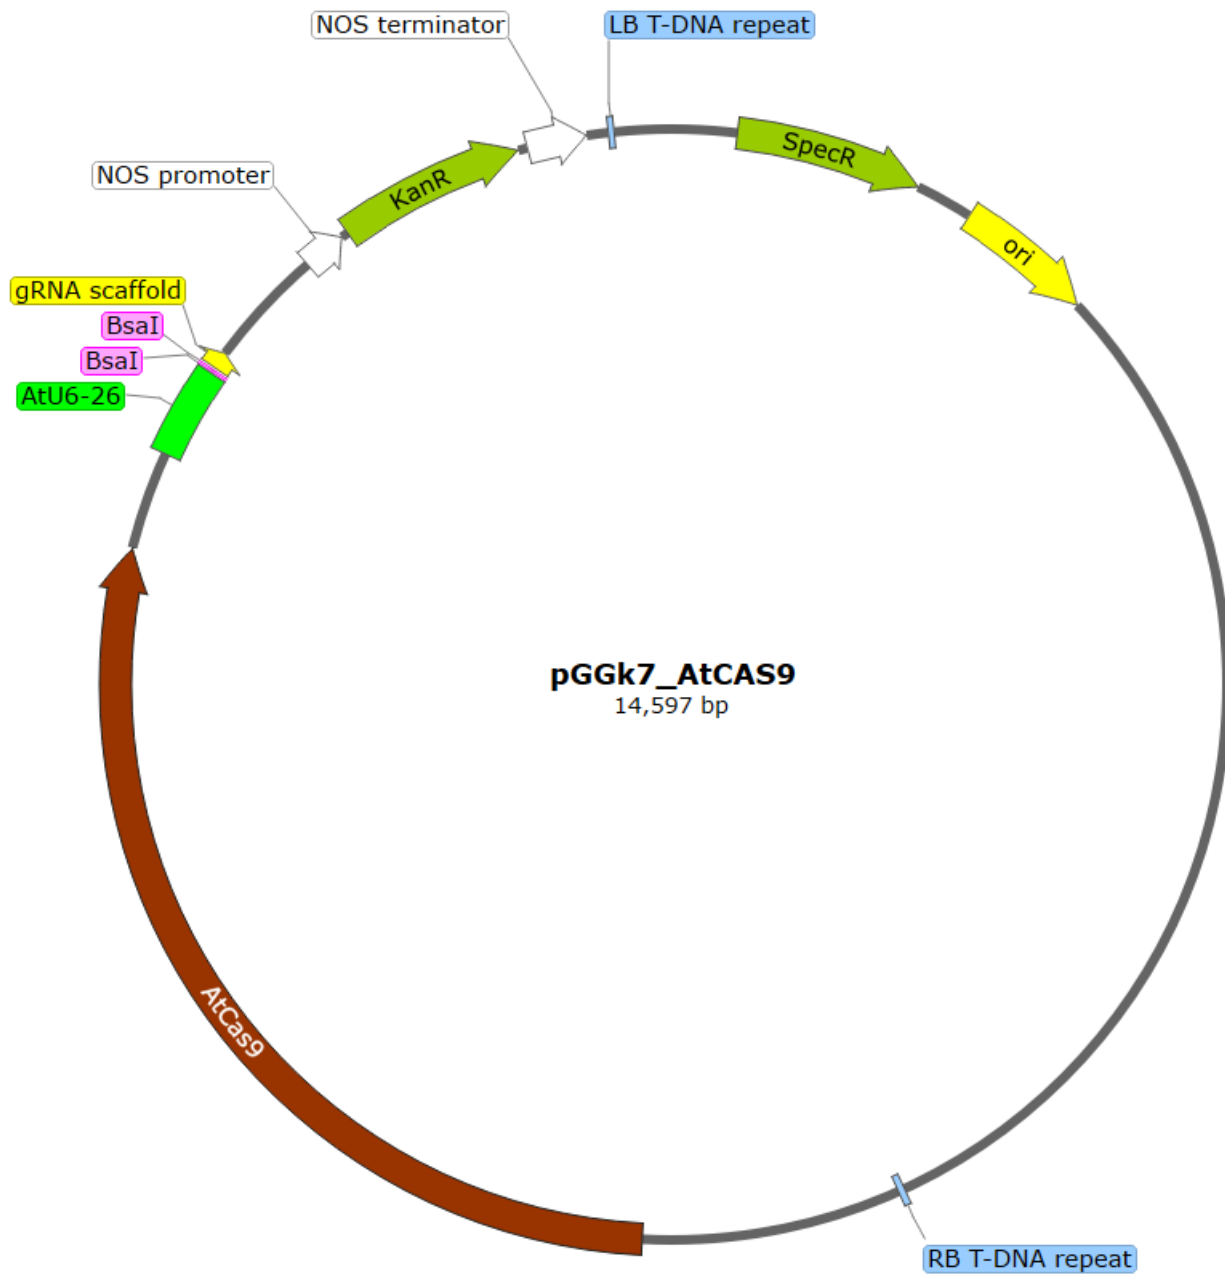 NOS terminator
LB T-DNA repeat
SpecR
NOS promoter
KanR
ori
gRNA scaffold
BsaI
BsaI
AtU6-26
pGGk7_AtCAS9
14,597 bp
AtCas9
RB T-DNA repeat